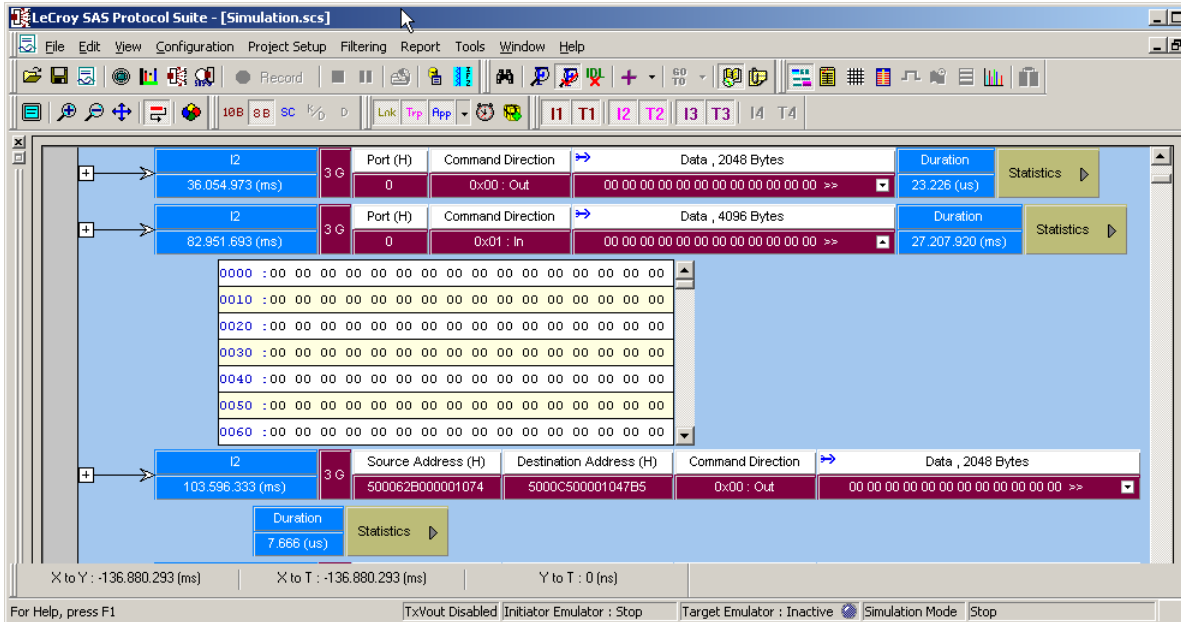 LeCroy SAS Protocol Suite - [Simulation.scs]
File Edit View Configuration Project Setup Filtering Report Tools Window Help
Record GO TO
10B 8B SC K/D D Lnk Trp App I1 T1 I2 T2 I3 T3 I4 T4
I2 3 G Port (H) Command Direction Data , 2048 Bytes Duration Statistics
36.054.973 (ms) 0 0x00 : Out 00 00 00 00 00 00 00 00 00 00 00 00 >> 23.226 (us)
I2 3 G Port (H) Command Direction Data , 4096 Bytes Duration Statistics
82.951.693 (ms) 0 0x01 : In 00 00 00 00 00 00 00 00 00 00 00 00 >> 27.207.920 (ms)
0000 :00 00 00 00 00 00 00 00 00 00 00 00 00 00 00 00
0010 :00 00 00 00 00 00 00 00 00 00 00 00 00 00 00 00
0020 :00 00 00 00 00 00 00 00 00 00 00 00 00 00 00 00
0030 :00 00 00 00 00 00 00 00 00 00 00 00 00 00 00 00
0040 :00 00 00 00 00 00 00 00 00 00 00 00 00 00 00 00
0050 :00 00 00 00 00 00 00 00 00 00 00 00 00 00 00 00
0060 :00 00 00 00 00 00 00 00 00 00 00 00 00 00 00 00
I2 3 G Source Address (H) Destination Address (H) Command Direction Data , 2048 Bytes
103.596.333 (ms) 500062B000001074 5000C500001047B5 0x00 : Out 00 00 00 00 00 00 00 00 00 00 00 00 >>
Duration Statistics
7.666 (us)
X to Y : -136.880.293 (ms) X to T : -136.880.293 (ms) Y to T : 0 (ns)
For Help, press F1 TxVout Disabled Initiator Emulator : Stop Target Emulator : Inactive Simulation Mode Stop